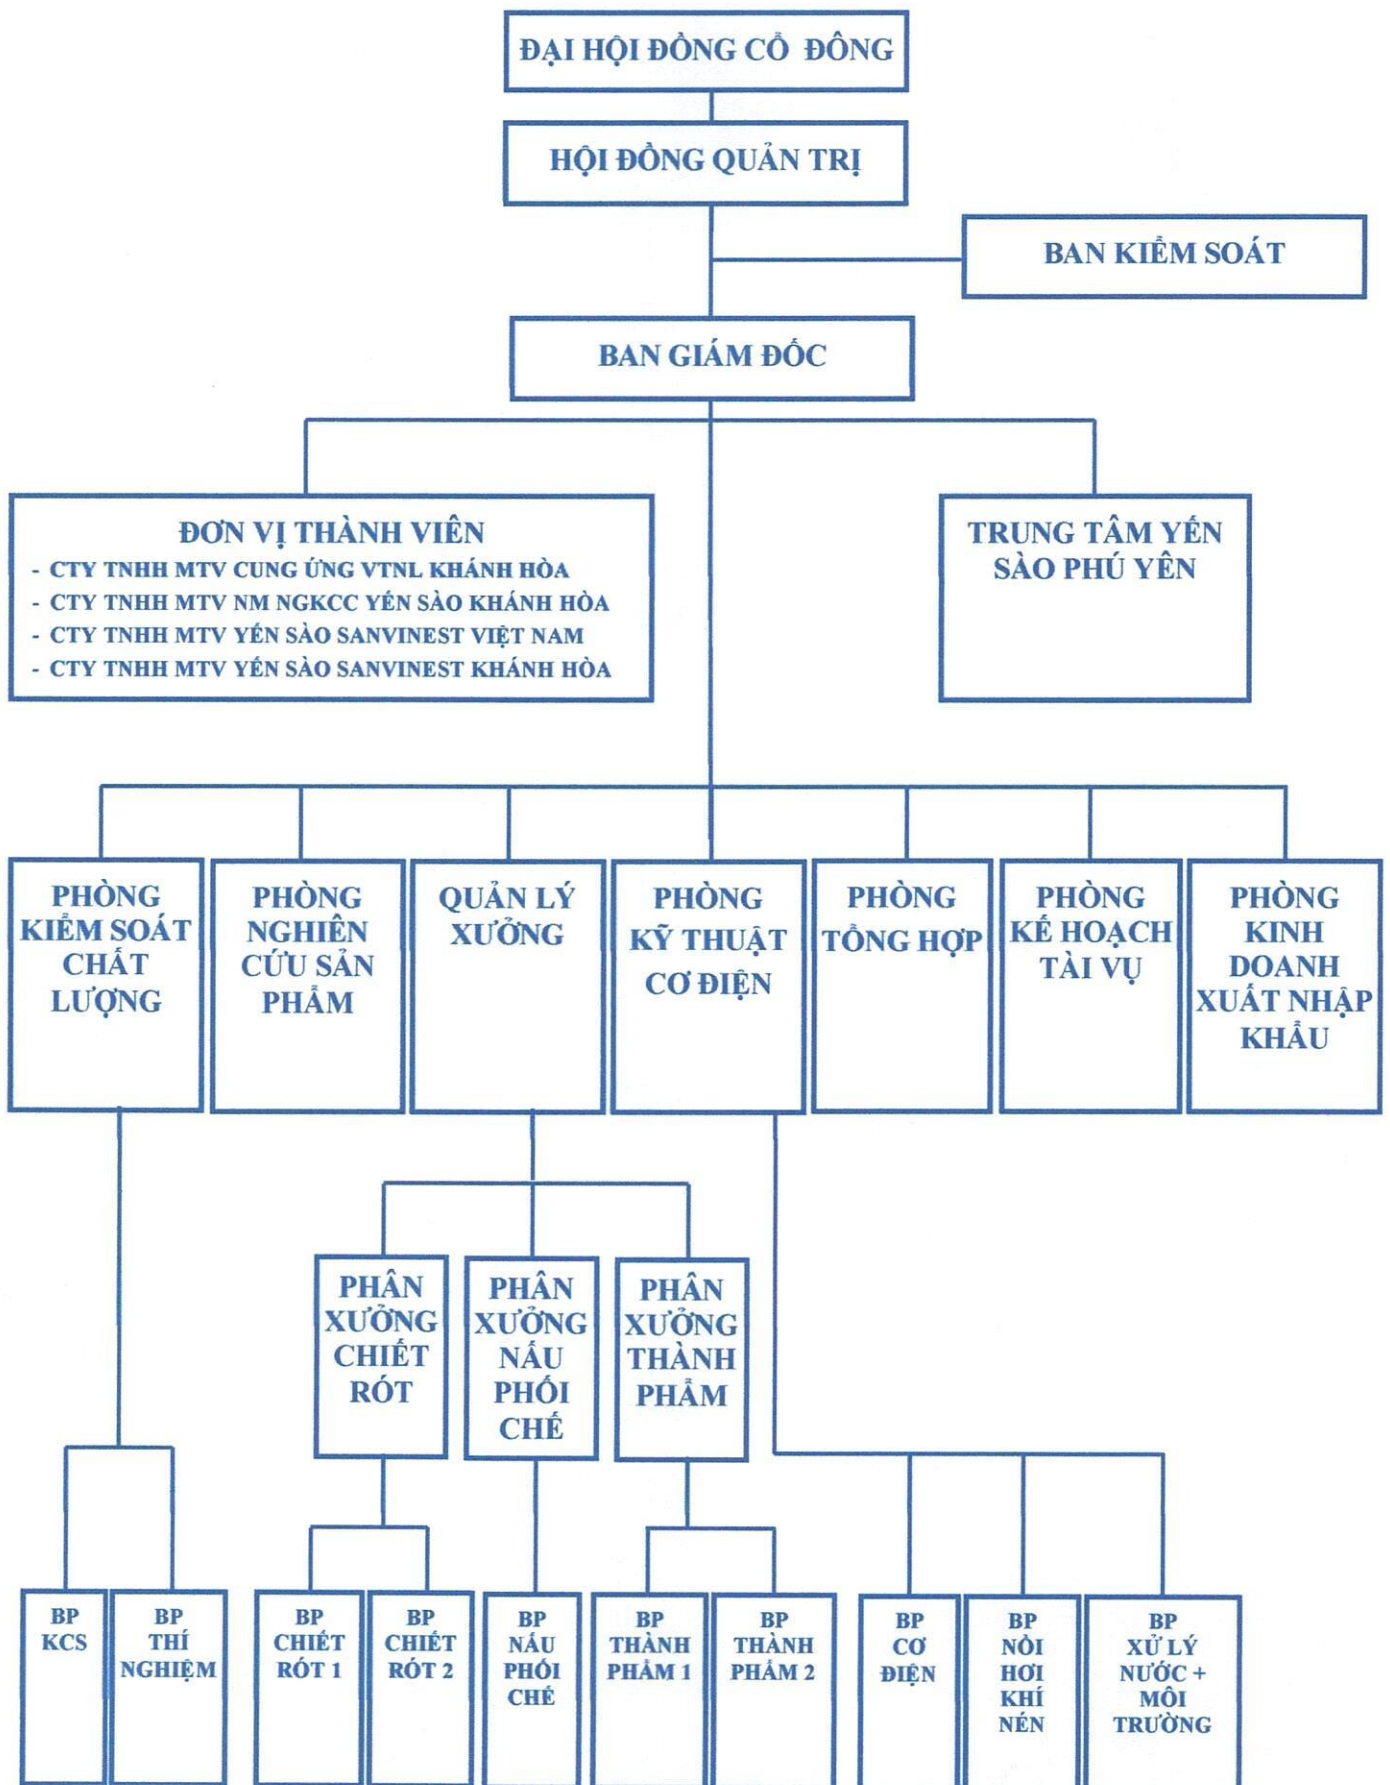 ĐẠI HỘI ĐỒNG CỔ ĐÔNG
HỘI ĐỒNG QUẢN TRỊ
BAN KIỂM SOÁT
BAN GIÁM ĐỐC
ĐƠN VỊ THÀNH VIÊN
- CTY TNHH MTV CUNG ỨNG VTNL KHÁNH HÒA
- CTY TNHH MTV NM NGKCC YẾN SÀO KHÁNH HÒA
- CTY TNHH MTV YẾN SÀO SANVINEST VIỆT NAM
- CTY TNHH MTV YẾN SÀO SANVINEST KHÁNH HÒA
TRUNG TÂM YẾN
SÀO PHÚ YÊN
PHÒNG
KIỂM SOÁT
CHẤT
LƯỢNG
PHÒNG
NGHIÊN
CỨU SẢN
PHẨM
QUẢN LÝ
XƯỞNG
PHÒNG
KỸ THUẬT
CƠ ĐIỆN
PHÒNG
TỔNG HỢP
PHÒNG
KẾ HOẠCH
TÀI VỤ
PHÒNG
KINH
DOANH
XUẤT NHẬP
KHẨU
PHÂN
XƯỞNG
CHIẾT
RÓT
PHÂN
XƯỞNG
NẤU
PHỐI
CHẾ
PHÂN
XƯỞNG
THÀNH
PHẨM
BP
KCS
BP
THÍ
NGHIỆM
BP
CHIẾT
RÓT 1
BP
CHIẾT
RÓT 2
BP
NẤU
PHỐI
CHẾ
BP
THÀNH
PHẨM 1
BP
THÀNH
PHẨM 2
BP
CƠ
ĐIỆN
BP
NỒI
HƠI
KHÍ
NÉN
BP
XỬ LÝ
NƯỚC +
MÔI
TRƯỜNG